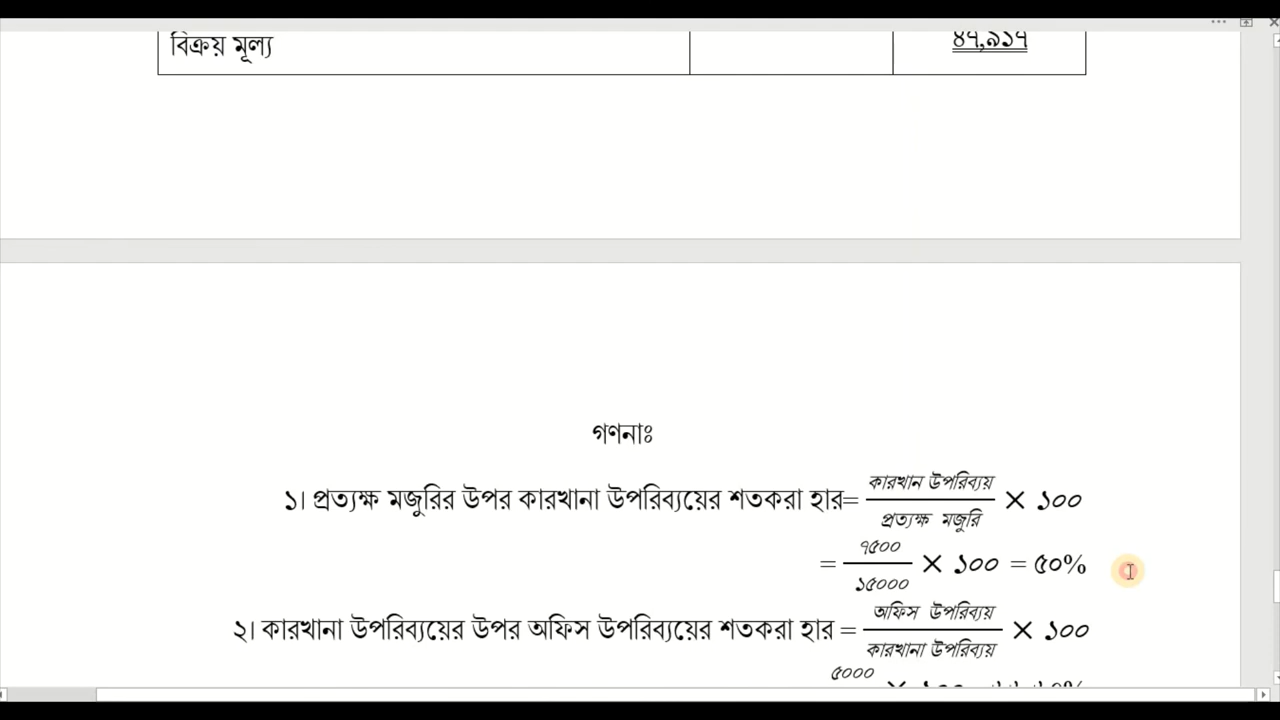 বিক্রয় মূল্য ৪৭,৯১৭
গণনাঃ
১। প্রত্যক্ষ মজুরির উপর কারখানা উপরিব্যয়ের শতকরা হার= কারখান উপরিব্যয় / প্রত্যক্ষ মজুরি × ১০০
= ৭৫০০ / ১৫০০০ × ১০০ = ৫০%
২। কারখানা উপরিব্যয়ের উপর অফিস উপরিব্যয়ের শতকরা হার = অফিস উপরিব্যয় / কারখানা উপরিব্যয় × ১০০
৫০০০ × ১০০